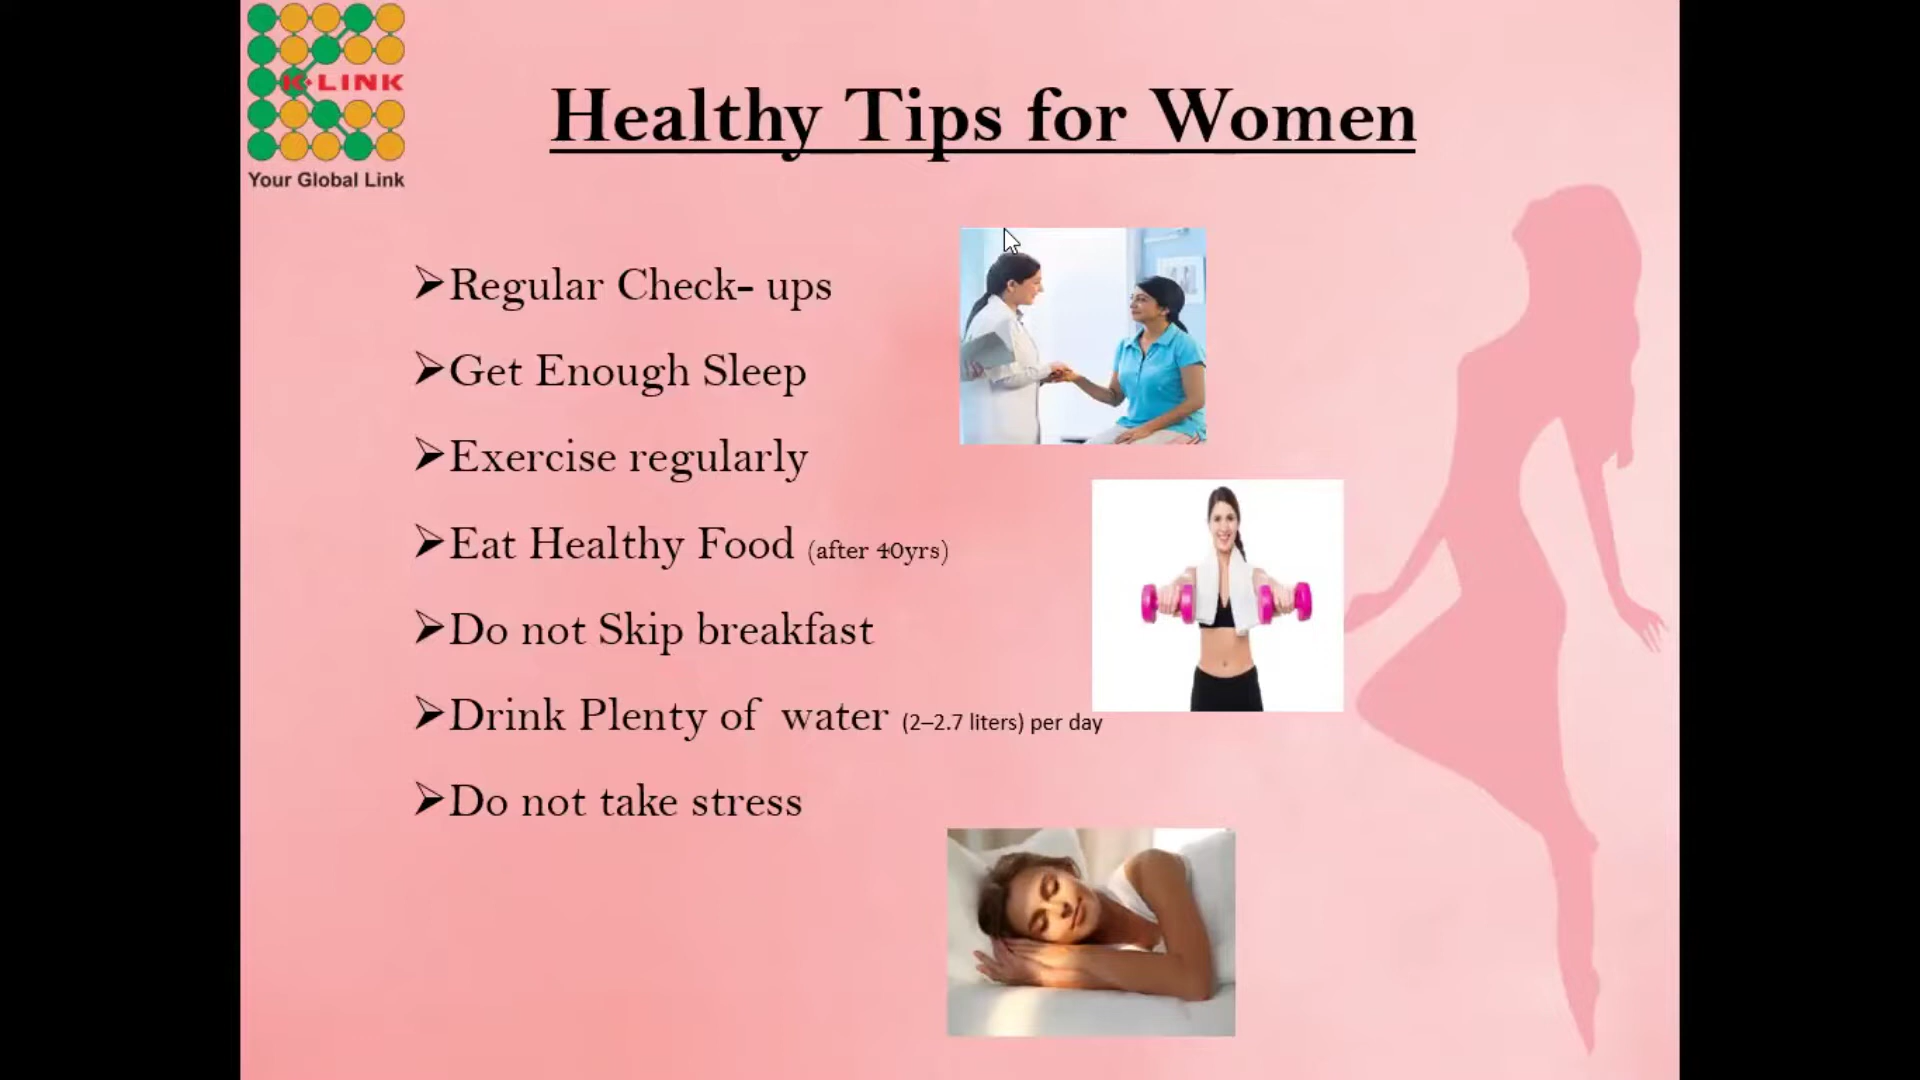 K-LINK
Your Global Link
Healthy Tips for Women
➢Regular Check- ups
➢Get Enough Sleep
➢Exercise regularly
➢Eat Healthy Food (after 40yrs)
➢Do not Skip breakfast
➢Drink Plenty of water (2–2.7 liters) per day
➢Do not take stress